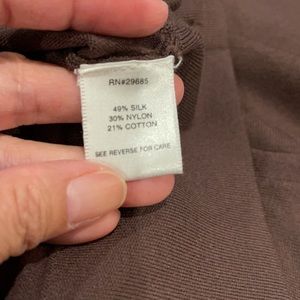 RN#29685
49% SILK
30% NYLON
21% COTTON
SEE REVERSE FOR CARE